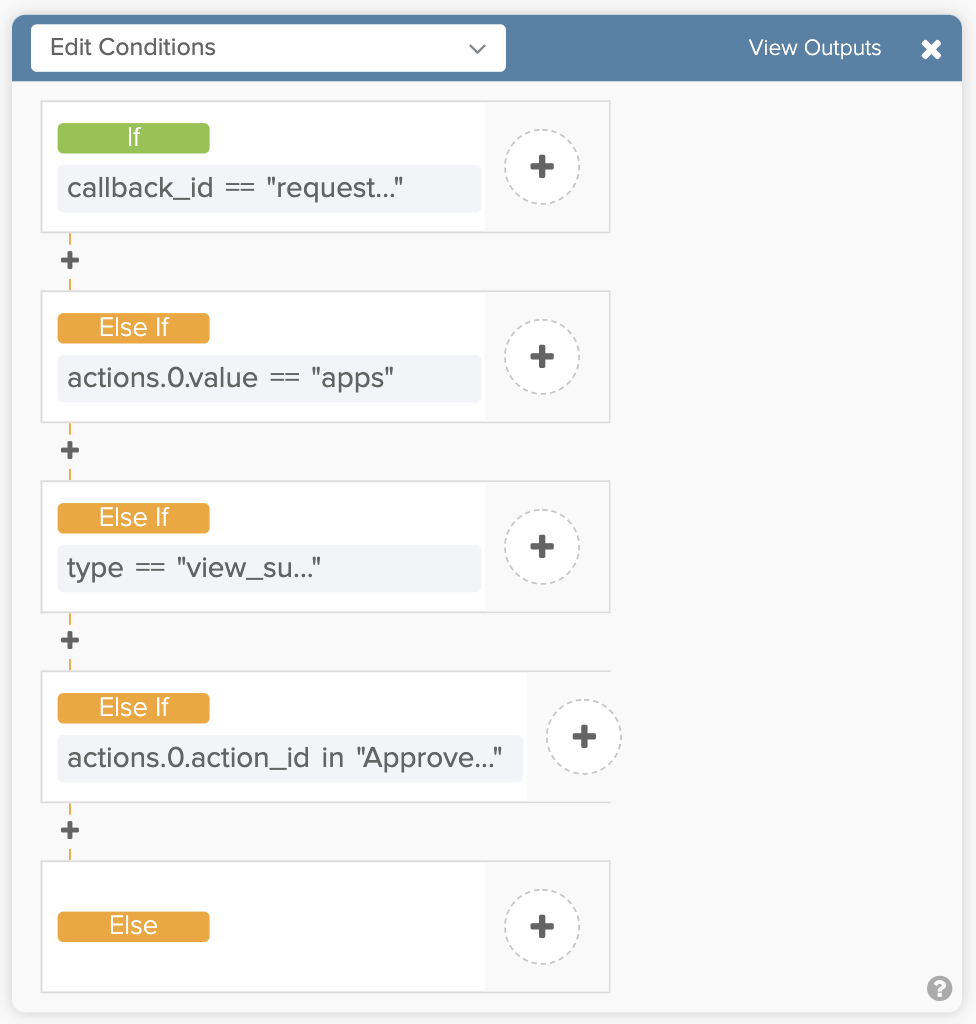 Edit Conditions
View Outputs
If
callback_id == "request..."
Else If
actions.0.value == "apps"
Else If
type == "view_su..."
Else If
actions.0.action_id in "Approve..."
Else
?